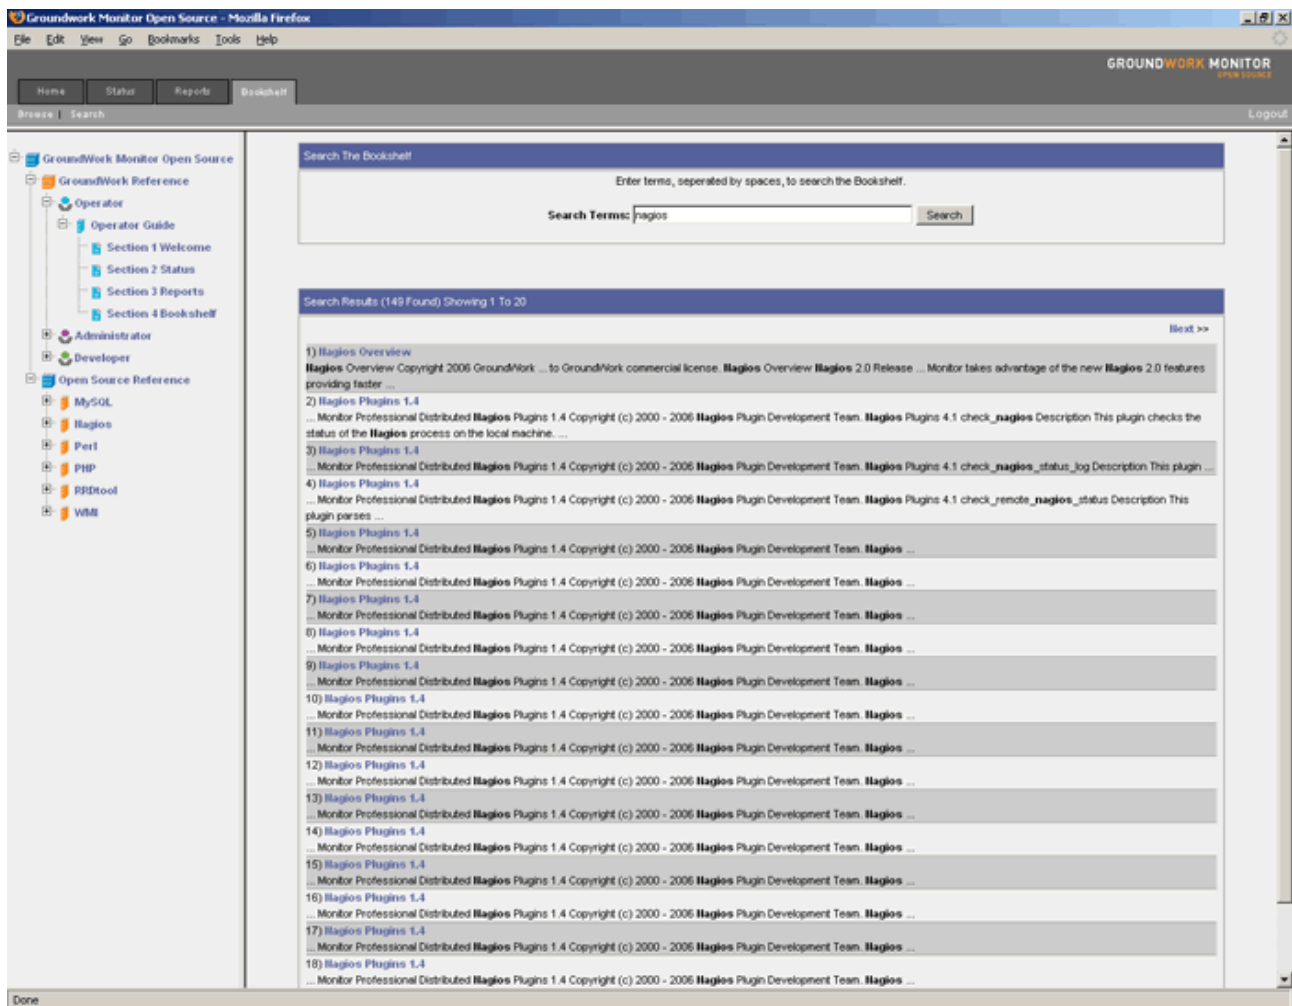 Groundwork Monitor Open Source - Mozilla Firefox
File Edit View Go Bookmarks Tools Help
GROUNDWORK MONITOR
OPEN SOURCE
Home Status Reports Bookshelf
Browse | Search Logout
GroundWork Monitor Open Source
GroundWork Reference
Operator
Operator Guide
Section 1 Welcome
Section 2 Status
Section 3 Reports
Section 4 Bookshelf
Administrator
Developer
Open Source Reference
MySQL
Nagios
Perl
PHP
RRDtool
WMI
Search The Bookshelf
Enter terms, seperated by spaces, to search the Bookshelf.
Search Terms: nagios Search
Search Results (149 Found) Showing 1 To 20
Next >>
1) Nagios Overview
Nagios Overview Copyright 2006 GroundWork ... to GroundWork commercial license. Nagios Overview Nagios 2.0 Release ... Monitor takes advantage of the new Nagios 2.0 features
providing faster ...
2) Nagios Plugins 1.4
... Monitor Professional Distributed Nagios Plugins 1.4 Copyright (c) 2000 - 2006 Nagios Plugin Development Team. Nagios Plugins 4.1 check_nagios Description This plugin checks the
status of the Nagios process on the local machine. ...
3) Nagios Plugins 1.4
... Monitor Professional Distributed Nagios Plugins 1.4 Copyright (c) 2000 - 2006 Nagios Plugin Development Team. Nagios Plugins 4.1 check_nagios_status_log Description This plugin ...
4) Nagios Plugins 1.4
... Monitor Professional Distributed Nagios Plugins 1.4 Copyright (c) 2000 - 2006 Nagios Plugin Development Team. Nagios Plugins 4.1 check_remote_nagios_status Description This
plugin parses ...
5) Nagios Plugins 1.4
... Monitor Professional Distributed Nagios Plugins 1.4 Copyright (c) 2000 - 2006 Nagios Plugin Development Team. Nagios ...
6) Nagios Plugins 1.4
... Monitor Professional Distributed Nagios Plugins 1.4 Copyright (c) 2000 - 2006 Nagios Plugin Development Team. Nagios ...
7) Nagios Plugins 1.4
... Monitor Professional Distributed Nagios Plugins 1.4 Copyright (c) 2000 - 2006 Nagios Plugin Development Team. Nagios ...
8) Nagios Plugins 1.4
... Monitor Professional Distributed Nagios Plugins 1.4 Copyright (c) 2000 - 2006 Nagios Plugin Development Team. Nagios ...
9) Nagios Plugins 1.4
... Monitor Professional Distributed Nagios Plugins 1.4 Copyright (c) 2000 - 2006 Nagios Plugin Development Team. Nagios ...
10) Nagios Plugins 1.4
... Monitor Professional Distributed Nagios Plugins 1.4 Copyright (c) 2000 - 2006 Nagios Plugin Development Team. Nagios ...
11) Nagios Plugins 1.4
... Monitor Professional Distributed Nagios Plugins 1.4 Copyright (c) 2000 - 2006 Nagios Plugin Development Team. Nagios ...
12) Nagios Plugins 1.4
... Monitor Professional Distributed Nagios Plugins 1.4 Copyright (c) 2000 - 2006 Nagios Plugin Development Team. Nagios ...
13) Nagios Plugins 1.4
... Monitor Professional Distributed Nagios Plugins 1.4 Copyright (c) 2000 - 2006 Nagios Plugin Development Team. Nagios ...
14) Nagios Plugins 1.4
... Monitor Professional Distributed Nagios Plugins 1.4 Copyright (c) 2000 - 2006 Nagios Plugin Development Team. Nagios ...
15) Nagios Plugins 1.4
... Monitor Professional Distributed Nagios Plugins 1.4 Copyright (c) 2000 - 2006 Nagios Plugin Development Team. Nagios ...
16) Nagios Plugins 1.4
... Monitor Professional Distributed Nagios Plugins 1.4 Copyright (c) 2000 - 2006 Nagios Plugin Development Team. Nagios ...
17) Nagios Plugins 1.4
... Monitor Professional Distributed Nagios Plugins 1.4 Copyright (c) 2000 - 2006 Nagios Plugin Development Team. Nagios ...
18) Nagios Plugins 1.4
... Monitor Professional Distributed Nagios Plugins 1.4 Copyright (c) 2000 - 2006 Nagios Plugin Development Team. Nagios ...
Done